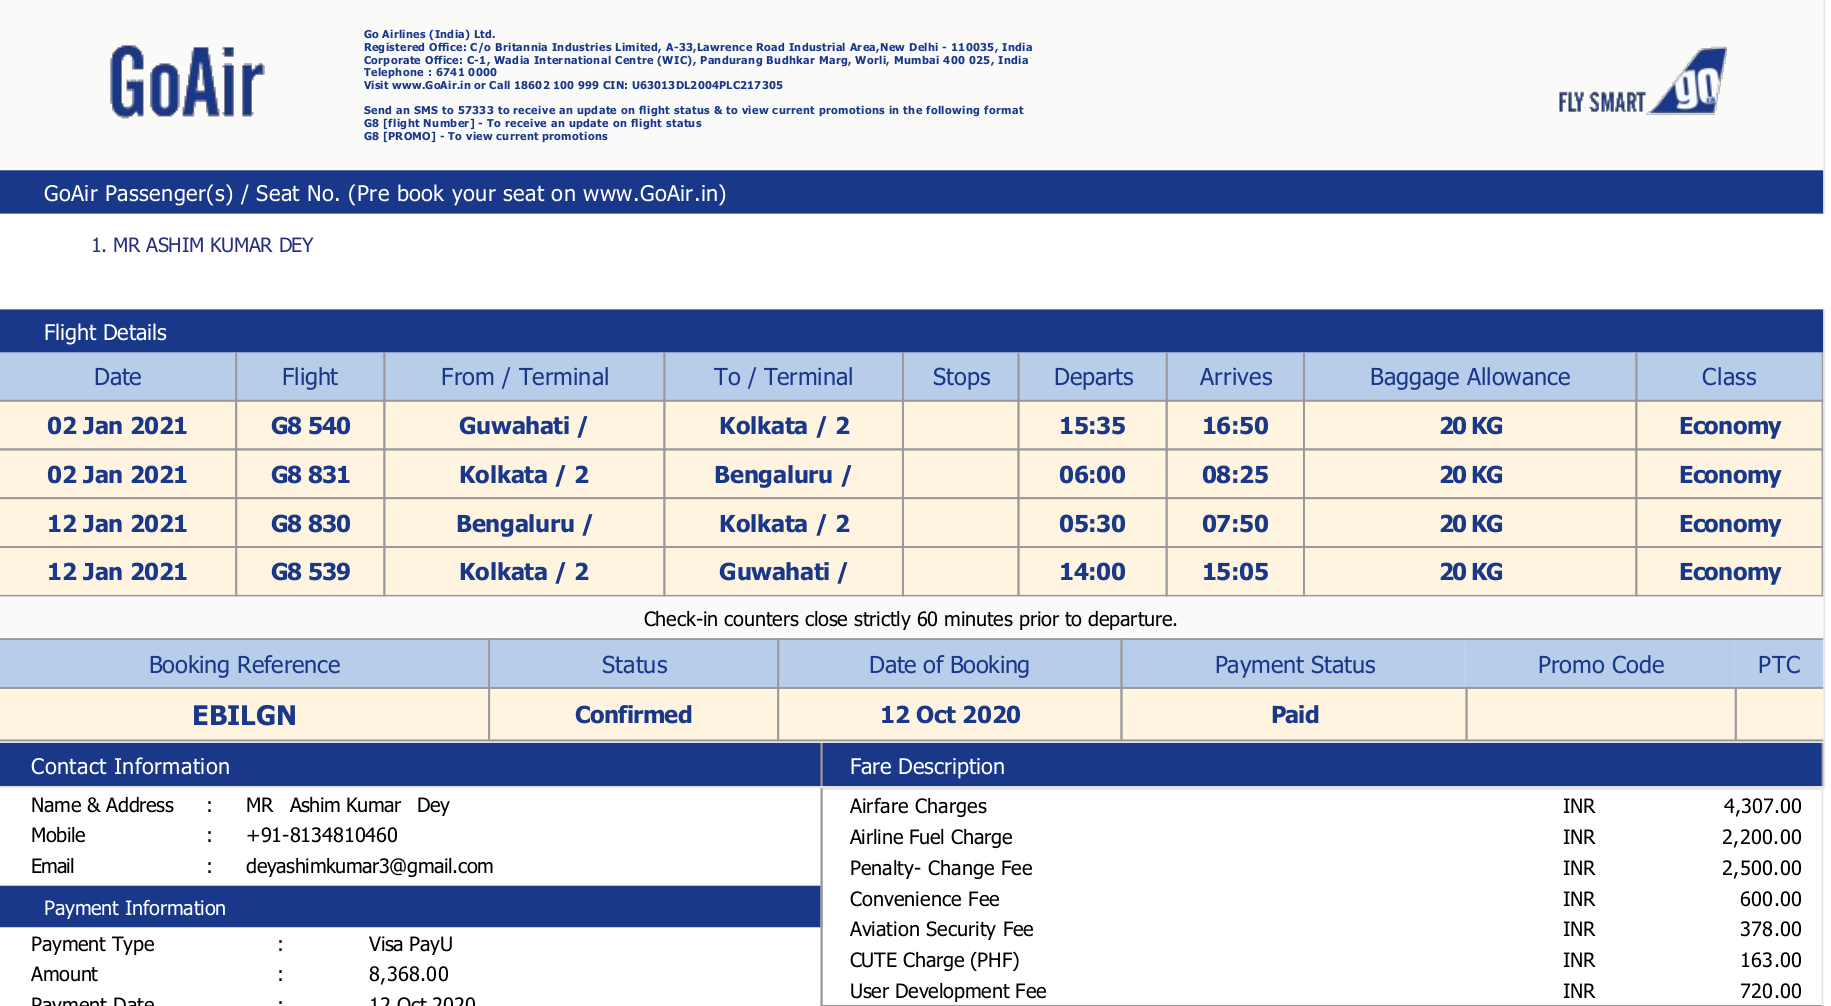 GoAir
Go Airlines (India) Ltd.
Registered Office: C/o Britannia Industries Limited, A-33,Lawrence Road Industrial Area,New Delhi - 110035, India
Corporate Office: C-1, Wadia International Centre (WIC), Pandurang Budhkar Marg, Worli, Mumbai 400 025, India
Telephone : 6741 0000
Visit www.GoAir.in or Call 18602 100 999 CIN: U63013DL2004PLC217305
Send an SMS to 57333 to receive an update on flight status & to view current promotions in the following format
G8 [flight Number] - To receive an update on flight status
G8 [PROMO] - To view current promotions
FLY SMART go
GoAir Passenger(s) / Seat No. (Pre book your seat on www.GoAir.in)
1. MR ASHIM KUMAR DEY
Flight Details
Date Flight From / Terminal To / Terminal Stops Departs Arrives Baggage Allowance Class
02 Jan 2021 G8 540 Guwahati / Kolkata / 2 15:35 16:50 20 KG Economy
02 Jan 2021 G8 831 Kolkata / 2 Bengaluru / 06:00 08:25 20 KG Economy
12 Jan 2021 G8 830 Bengaluru / Kolkata / 2 05:30 07:50 20 KG Economy
12 Jan 2021 G8 539 Kolkata / 2 Guwahati / 14:00 15:05 20 KG Economy
Check-in counters close strictly 60 minutes prior to departure.
Booking Reference Status Date of Booking Payment Status Promo Code PTC
EBILGN Confirmed 12 Oct 2020 Paid
Contact Information
Name & Address : MR Ashim Kumar Dey
Mobile : +91-8134810460
Email : deyashimkumar3@gmail.com
Payment Information
Payment Type : Visa PayU
Amount : 8,368.00
Payment Date : 12 Oct 2020
Fare Description
Airfare Charges INR 4,307.00
Airline Fuel Charge INR 2,200.00
Penalty- Change Fee INR 2,500.00
Convenience Fee INR 600.00
Aviation Security Fee INR 378.00
CUTE Charge (PHF) INR 163.00
User Development Fee INR 720.00